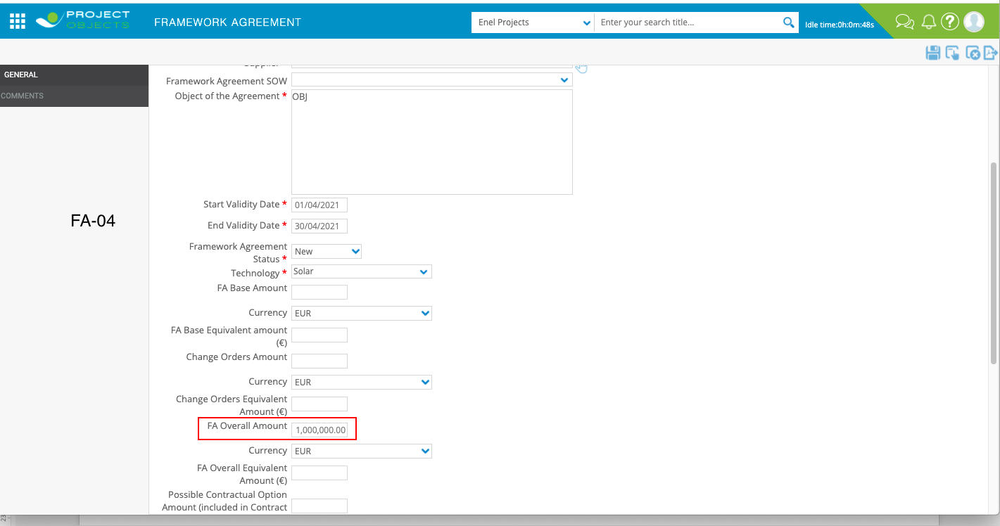 PROJECT
OBJECTS
FRAMEWORK AGREEMENT
Enel Projects
Enter your search title...
Idle time:0h:0m:48s
GENERAL
COMMENTS
FA-04
Supplier
Framework Agreement SOW
Object of the Agreement *
OBJ
Start Validity Date * 01/04/2021
End Validity Date * 30/04/2021
Framework Agreement
Status * New
Technology * Solar
FA Base Amount
Currency EUR
FA Base Equivalent amount
(€)
Change Orders Amount
Currency EUR
Change Orders Equivalent
Amount (€)
FA Overall Amount 1,000,000.00
Currency EUR
FA Overall Equivalent
Amount (€)
Possible Contractual Option
Amount (included in Contract
23